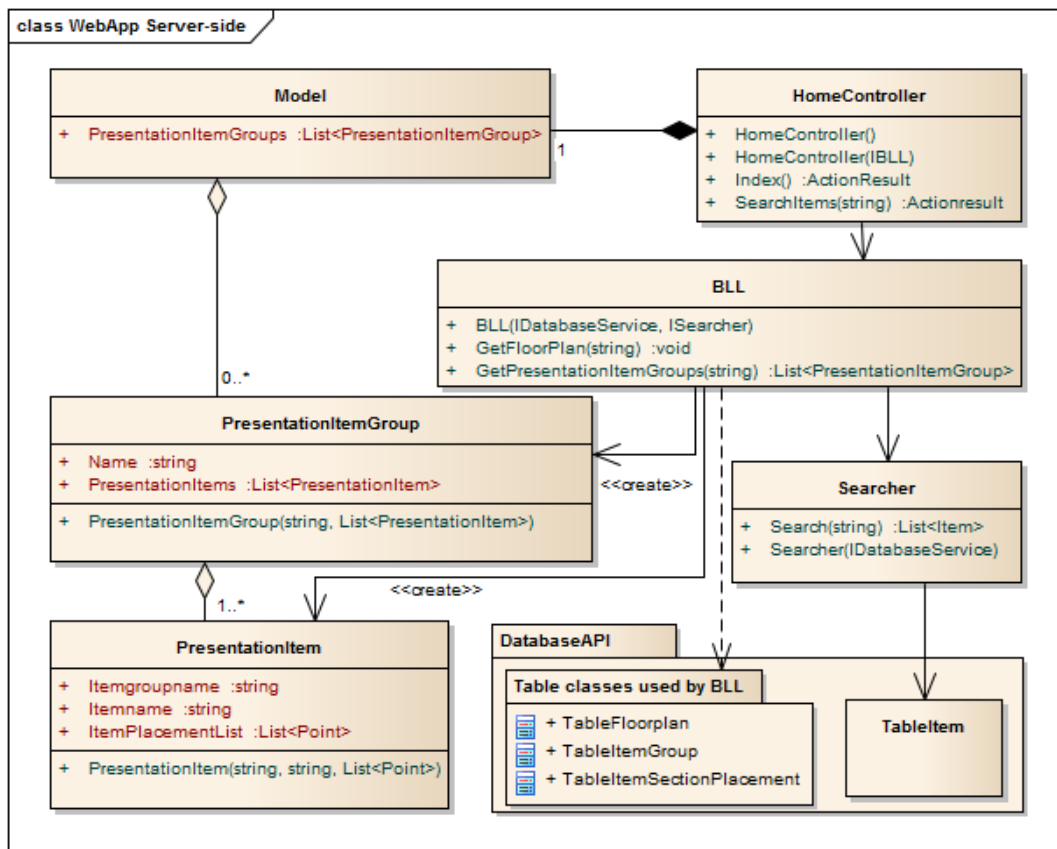 class WebApp Server-side
Model
+ PresentationItemGroups :List<PresentationItemGroup>
1
HomeController
+ HomeController()
+ HomeController(IBLL)
+ Index() :ActionResult
+ SearchItems(string) :Actionresult
BLL
+ BLL(IDatabaseService, ISearcher)
+ GetFloorPlan(string) :void
+ GetPresentationItemGroups(string) :List<PresentationItemGroup>
0..*
PresentationItemGroup
+ Name :string
+ PresentationItems :List<PresentationItem>
+ PresentationItemGroup(string, List<PresentationItem>)
<<create>>
Searcher
+ Search(string) :List<Item>
+ Searcher(IDatabaseService)
<<create>>
1..*
PresentationItem
+ Itemgroupname :string
+ Itemname :string
+ ItemPlacementList :List<Point>
+ PresentationItem(string, string, List<Point>)
DatabaseAPI
Table classes used by BLL
+ TableFloorplan
+ TableItemGroup
+ TableItemSectionPlacement
TableItem